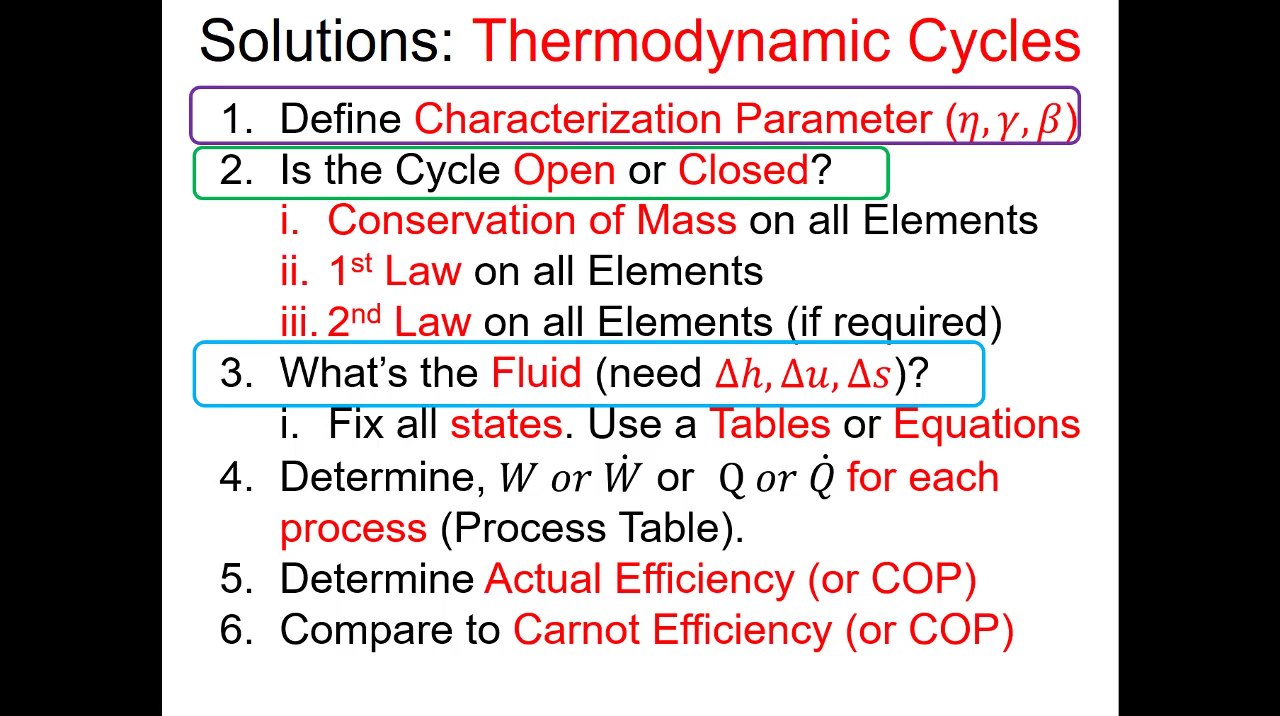 Solutions: Thermodynamic Cycles
1. Define Characterization Parameter (η, γ, β)
2. Is the Cycle Open or Closed?
i. Conservation of Mass on all Elements
ii. 1st Law on all Elements
iii. 2nd Law on all Elements (if required)
3. What's the Fluid (need Δh, Δu, Δs)?
i. Fix all states. Use a Tables or Equations
4. Determine, W or Ẇ or Q or Q̇ for each
process (Process Table).
5. Determine Actual Efficiency (or COP)
6. Compare to Carnot Efficiency (or COP)